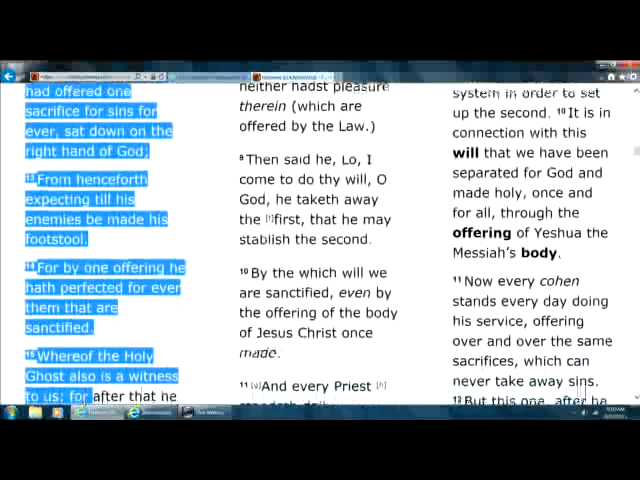 had offered one
sacrifice for sins for
ever, sat down on the
right hand of God;
13 From henceforth
expecting till his
enemies be made his
footstool.
14 For by one offering he
hath perfected for ever
them that are
sanctified.
15 Whereof the Holy
Ghost also is a witness
to us: for after that he
neither hadst pleasure
therein (which are
offered by the Law.)
9 Then said he, Lo, I
come to do thy will, O
God, he taketh away
the [f]first, that he may
stablish the second.
10 By the which will we
are sanctified, even by
the offering of the body
of Jesus Christ once
made.
11 [g]And every Priest [h]
system in order to set
up the second. 10 It is in
connection with this
will that we have been
separated for God and
made holy, once and
for all, through the
offering of Yeshua the
Messiah's body.
11 Now every cohen
stands every day doing
his service, offering
over and over the same
sacrifices, which can
never take away sins.
12 But this one, after he